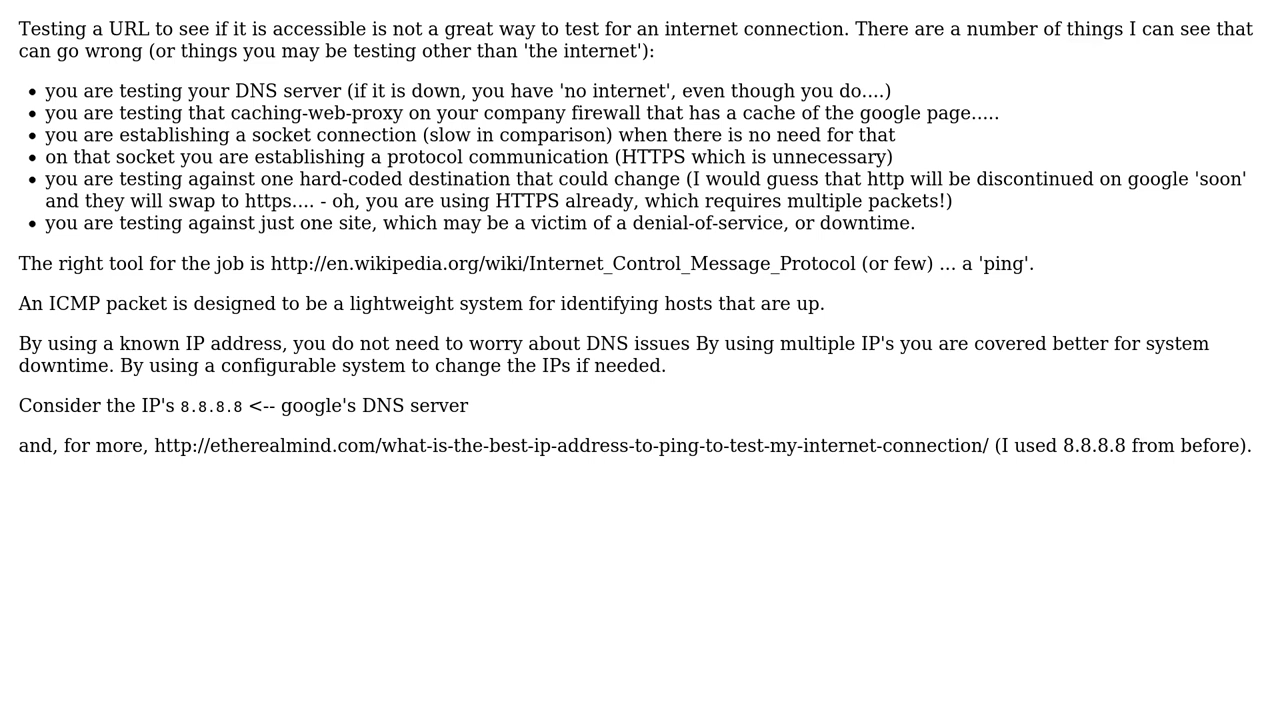 Testing a URL to see if it is accessible is not a great way to test for an internet connection. There are a number of things I can see that
can go wrong (or things you may be testing other than 'the internet'):
• you are testing your DNS server (if it is down, you have 'no internet', even though you do....)
• you are testing that caching-web-proxy on your company firewall that has a cache of the google page.....
• you are establishing a socket connection (slow in comparison) when there is no need for that
• on that socket you are establishing a protocol communication (HTTPS which is unnecessary)
• you are testing against one hard-coded destination that could change (I would guess that http will be discontinued on google 'soon'
and they will swap to https.... - oh, you are using HTTPS already, which requires multiple packets!)
• you are testing against just one site, which may be a victim of a denial-of-service, or downtime.
The right tool for the job is http://en.wikipedia.org/wiki/Internet_Control_Message_Protocol (or few) ... a 'ping'.
An ICMP packet is designed to be a lightweight system for identifying hosts that are up.
By using a known IP address, you do not need to worry about DNS issues By using multiple IP's you are covered better for system
downtime. By using a configurable system to change the IPs if needed.
Consider the IP's 8.8.8.8 <-- google's DNS server
and, for more, http://etherealmind.com/what-is-the-best-ip-address-to-ping-to-test-my-internet-connection/ (I used 8.8.8.8 from before).